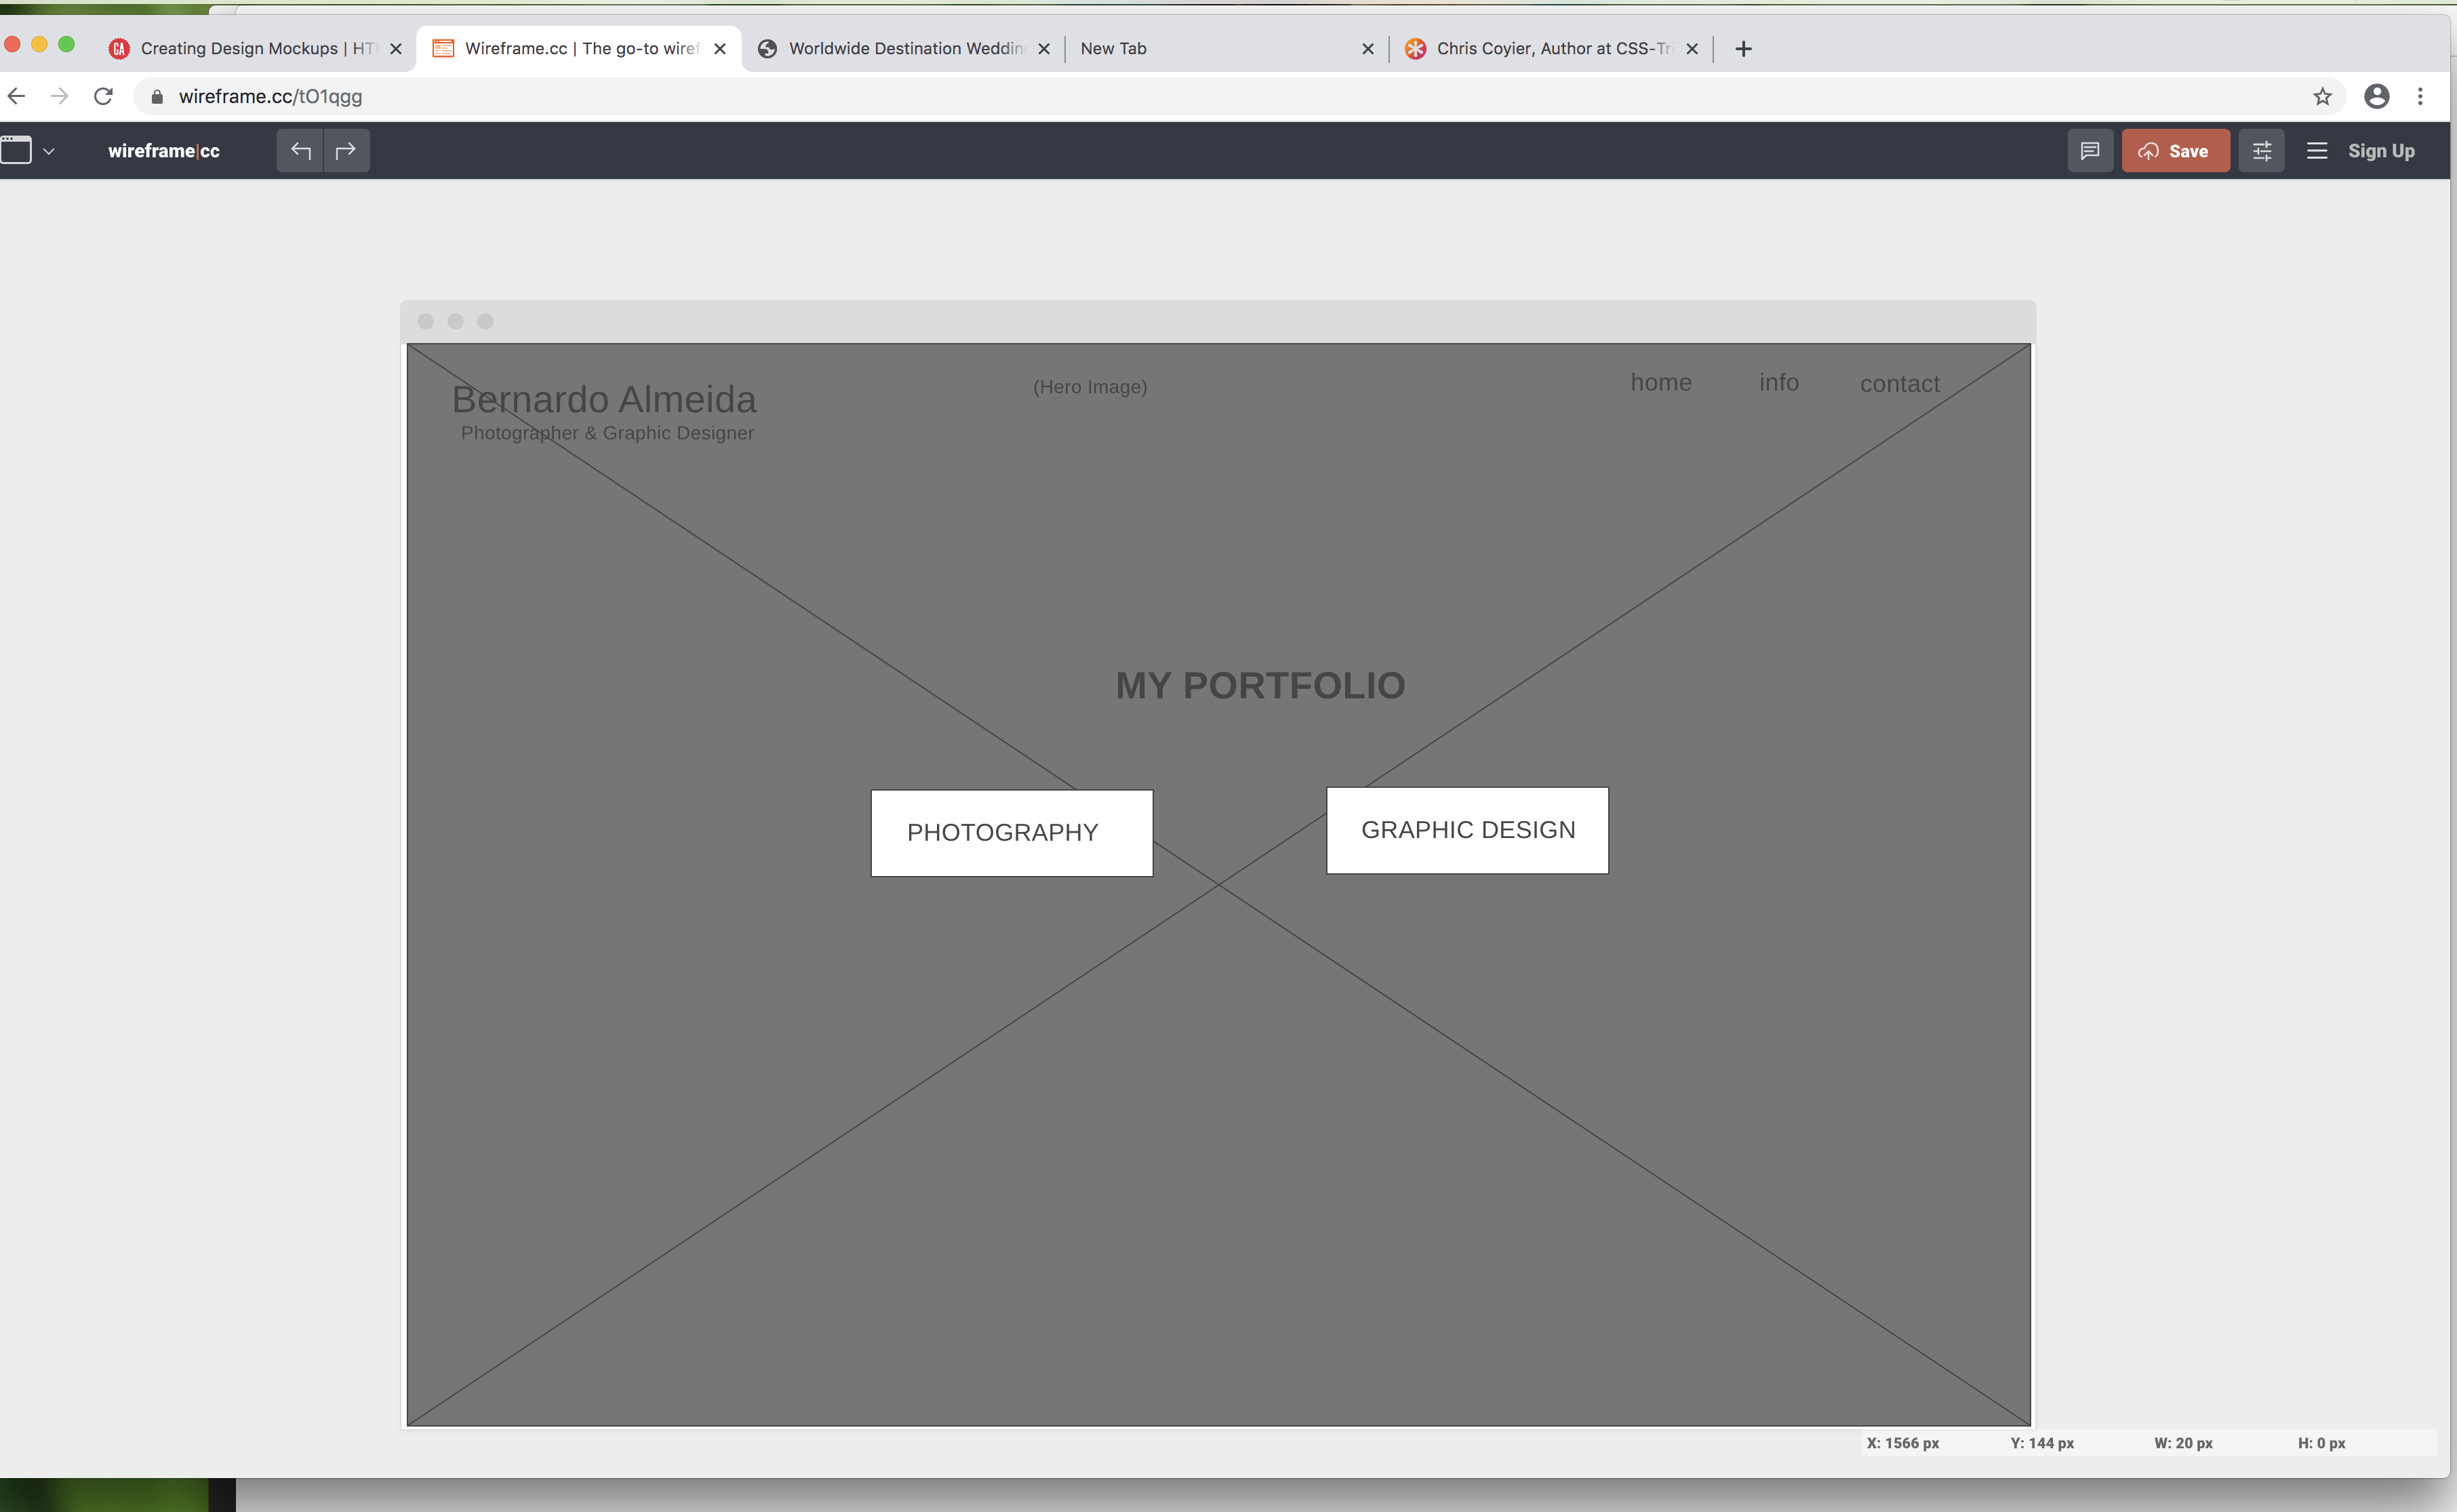 Creating Design Mockups | HT
Wireframe.cc | The go-to wiref
Worldwide Destination Weddin
New Tab
Chris Coyier, Author at CSS-Tri
wireframe.cc/tO1qgg
wireframe|cc
Save
Sign Up
Bernardo Almeida
Photographer & Graphic Designer
(Hero Image)
home info contact
MY PORTFOLIO
PHOTOGRAPHY
GRAPHIC DESIGN
X: 1566 px Y: 144 px W: 20 px H: 0 px